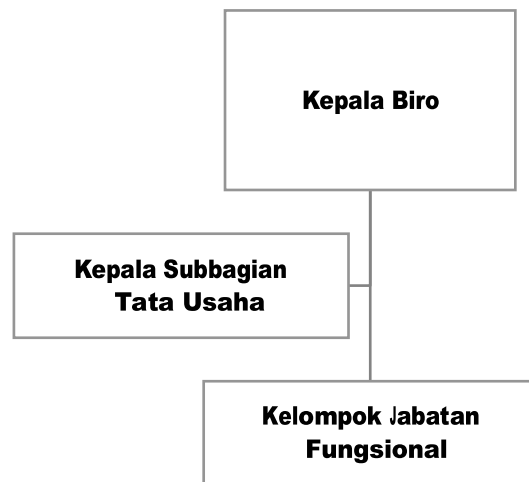 Kepala Biro
Kepala Subbagian
Tata Usaha
Kelompok Jabatan
Fungsional